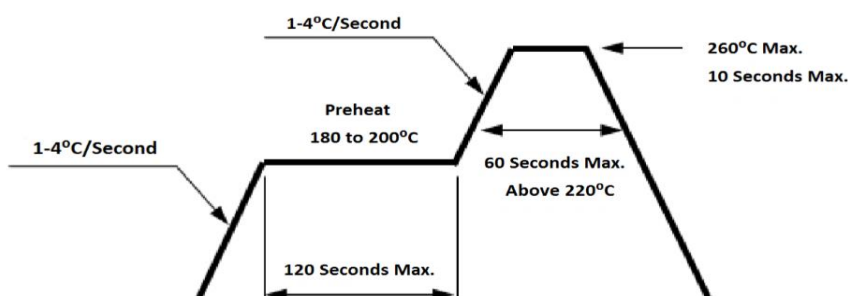 1-4°C/Second
260°C Max.
10 Seconds Max.
Preheat
180 to 200°C
1-4°C/Second
60 Seconds Max.
Above 220°C
120 Seconds Max.